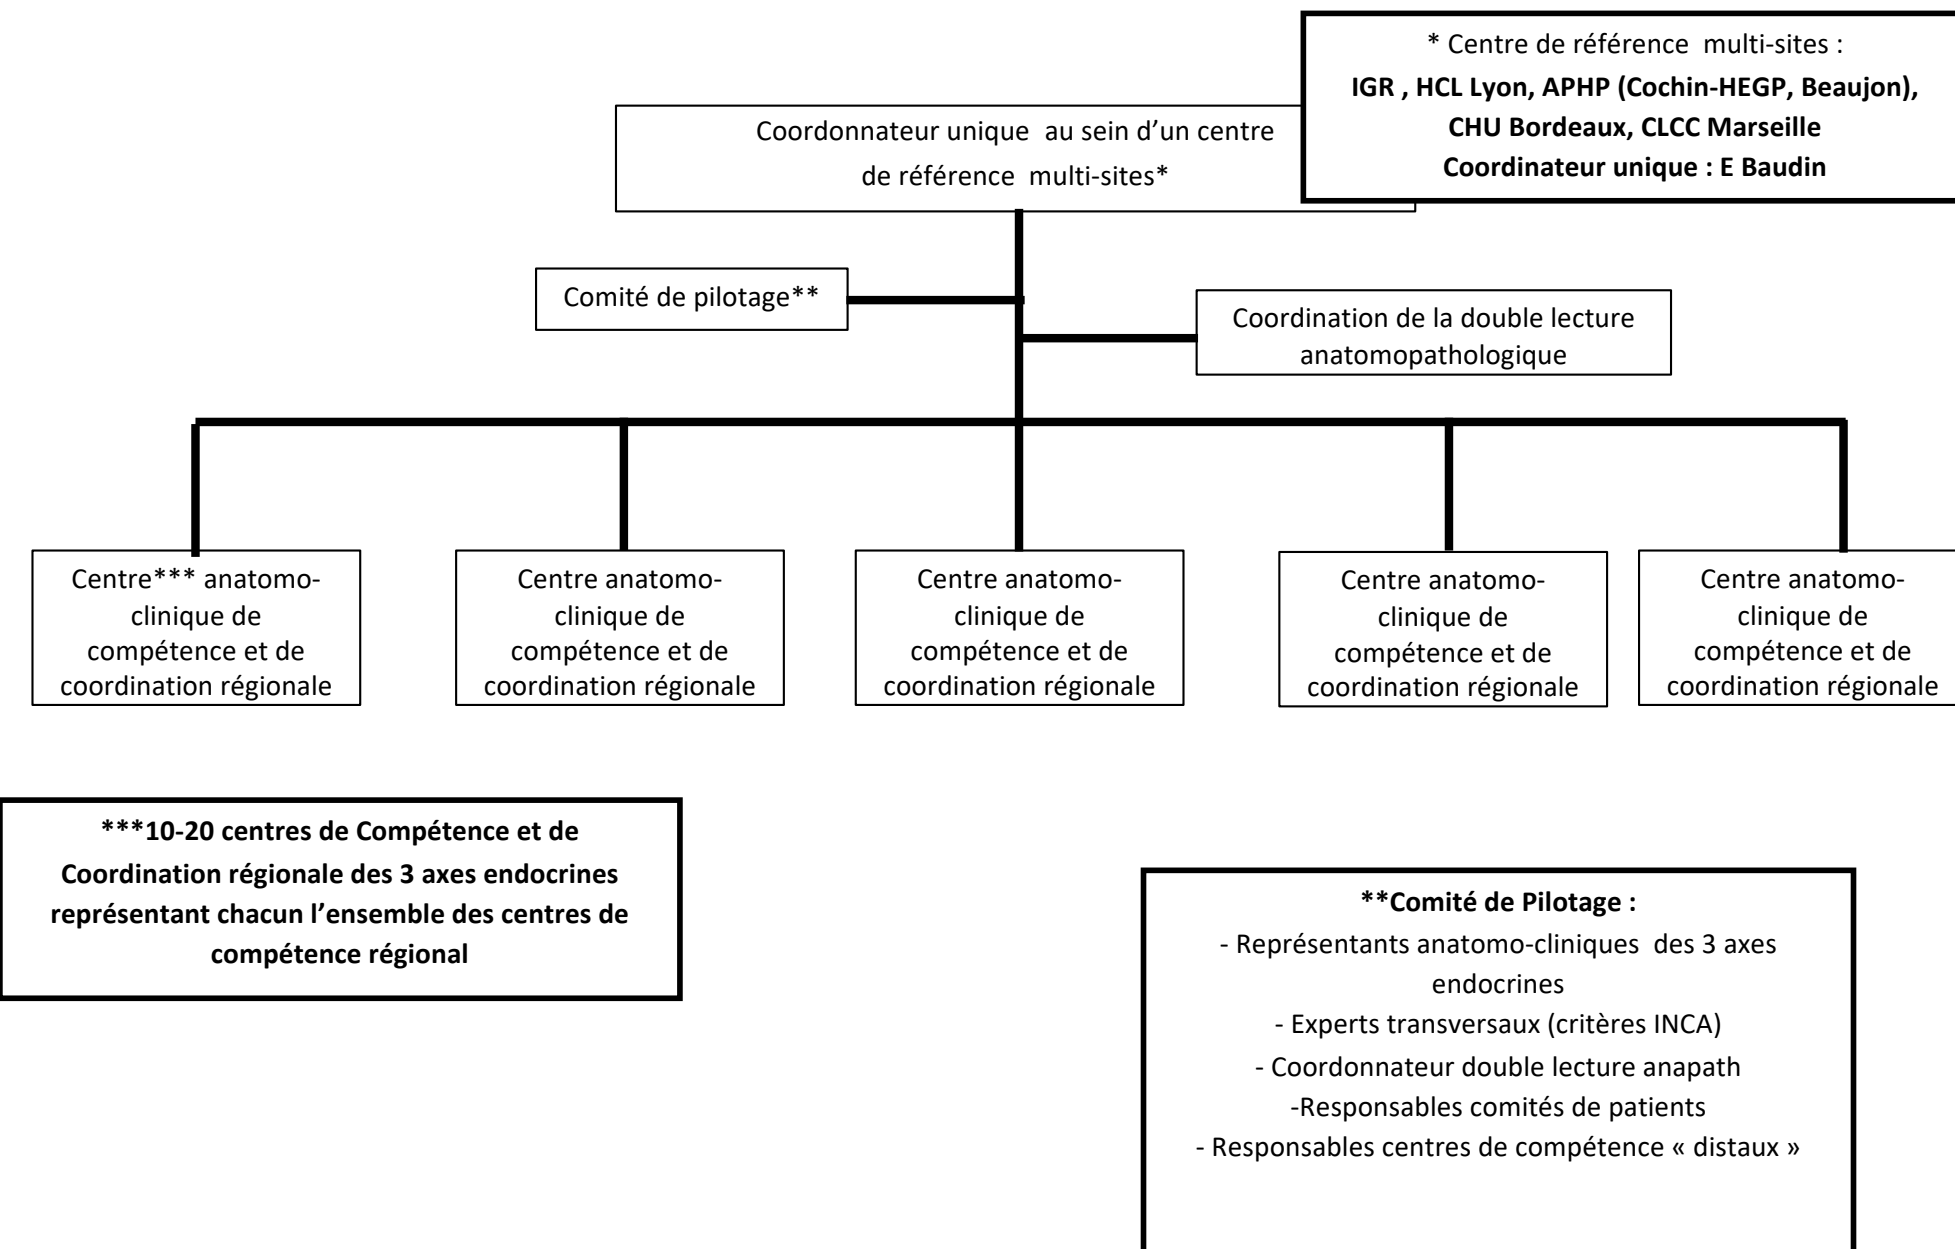 * Centre de référence  multi-sites :
IGR , HCL Lyon, APHP (Cochin-HEGP, Beaujon),
CHU Bordeaux, CLCC Marseille
Coordinateur unique : E Baudin
Coordonnateur unique  au sein d’un centre
de référence  multi-sites*
Comité de pilotage**
Coordination de la double lecture
anatomopathologique
Centre*** anatomo-
clinique de
compétence et de
coordination régionale
Centre anatomo-
clinique de
compétence et de
coordination régionale
Centre anatomo-
clinique de
compétence et de
coordination régionale
Centre anatomo-
clinique de
compétence et de
coordination régionale
Centre anatomo-
clinique de
compétence et de
coordination régionale
***10-20 centres de Compétence et de
Coordination régionale des 3 axes endocrines
représentant chacun l’ensemble des centres de
compétence régional
**Comité de Pilotage :
- Représentants anatomo-cliniques  des 3 axes
endocrines
- Experts transversaux (critères INCA)
- Coordonnateur double lecture anapath
-Responsables comités de patients
- Responsables centres de compétence « distaux »